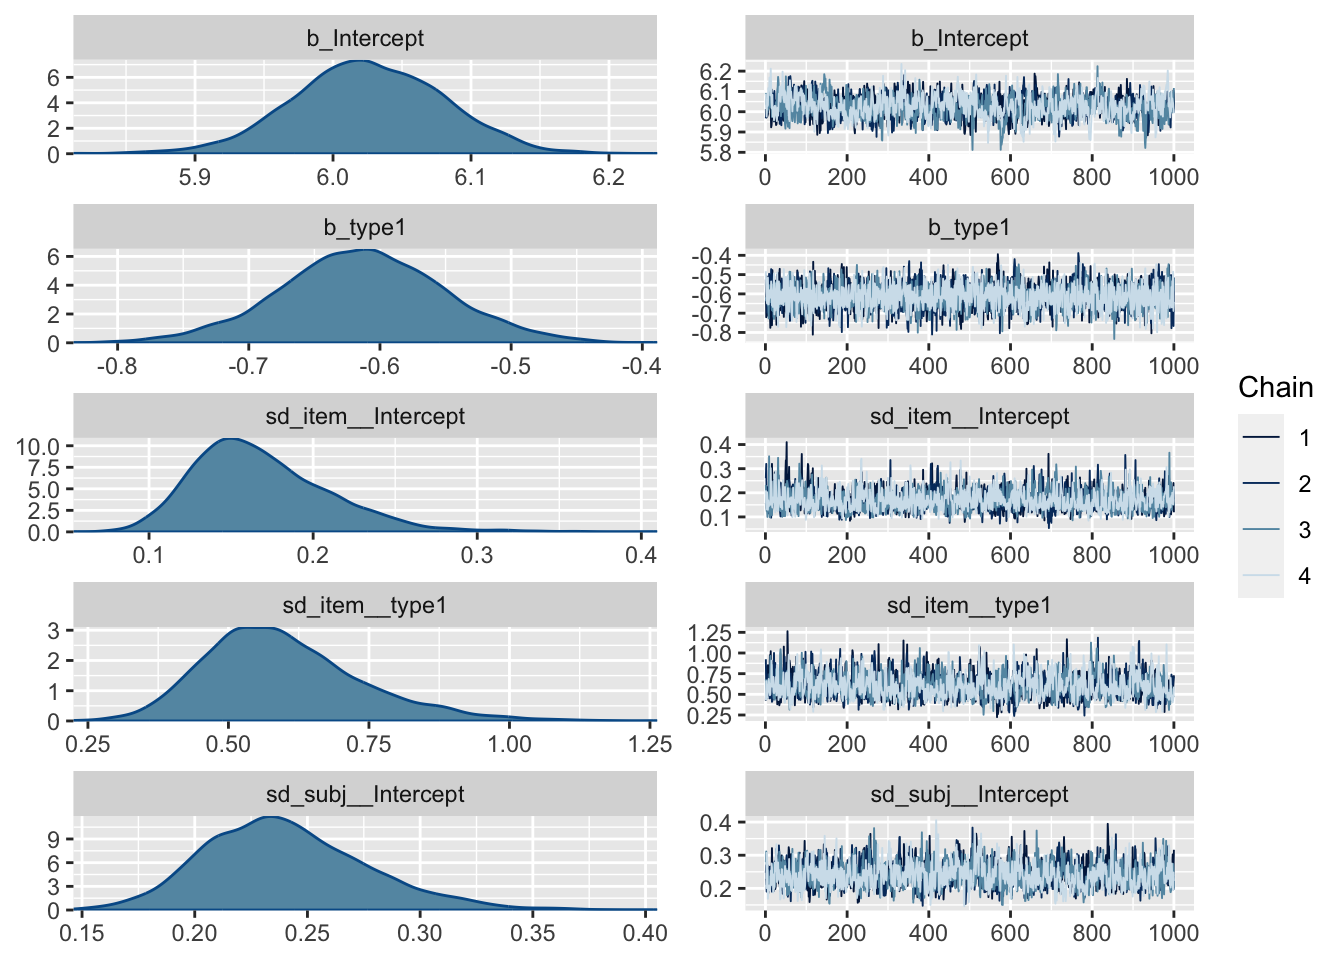 b_Intercept
6
4
2
0
5.9 6.0 6.1 6.2
b_Intercept
6.2
6.1
6.0
5.9
5.8
0 200 400 600 800 1000
b_type1
6
4
2
0
-0.8 -0.7 -0.6 -0.5 -0.4
b_type1
-0.4
-0.5
-0.6
-0.7
-0.8
0 200 400 600 800 1000
sd_item__Intercept
10.0
7.5
5.0
2.5
0.0
0.1 0.2 0.3 0.4
sd_item__Intercept
0.4
0.3
0.2
0.1
0 200 400 600 800 1000
sd_item__type1
3
2
1
0
0.25 0.50 0.75 1.00 1.25
sd_item__type1
1.25
1.00
0.75
0.50
0.25
0 200 400 600 800 1000
sd_subj__Intercept
9
6
3
0
0.15 0.20 0.25 0.30 0.35 0.40
sd_subj__Intercept
0.4
0.3
0.2
0 200 400 600 800 1000
Chain
1
2
3
4